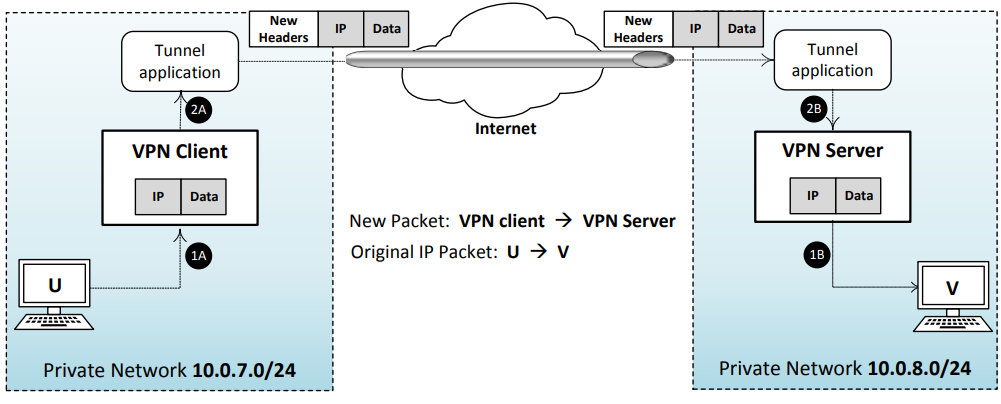 New
Headers
IP
Data
New
Headers
IP
Data
Tunnel
application
Tunnel
application
Internet
2A
2B
VPN Client
IP
Data
VPN Server
IP
Data
New Packet: VPN client → VPN Server
Original IP Packet: U → V
1A
1B
U
V
Private Network 10.0.7.0/24
Private Network 10.0.8.0/24